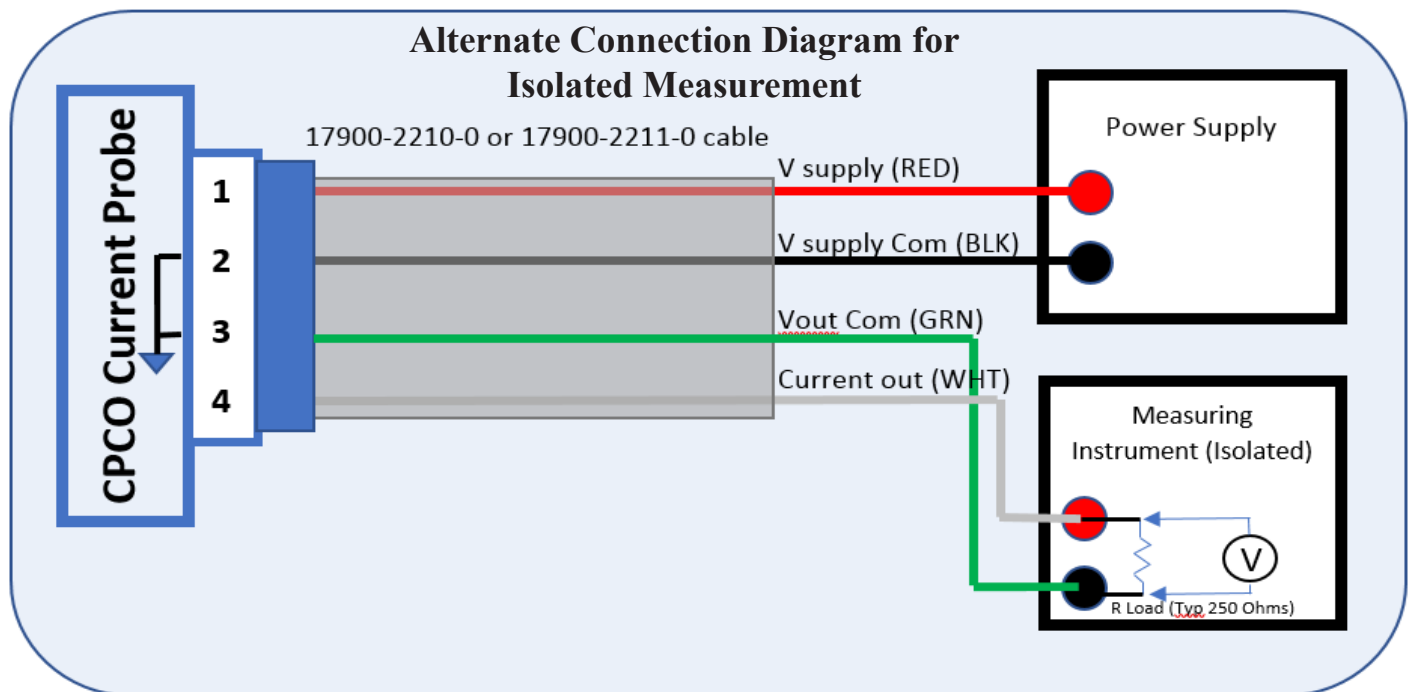 Alternate Connection Diagram for
Isolated Measurement
CPCO Current Probe
1
2
3
4
17900-2210-0 or 17900-2211-0 cable
V supply (RED)
V supply Com (BLK)
Vout Com (GRN)
Current out (WHT)
Power Supply
Measuring
Instrument (Isolated)
V
R Load (Typ 250 Ohms)